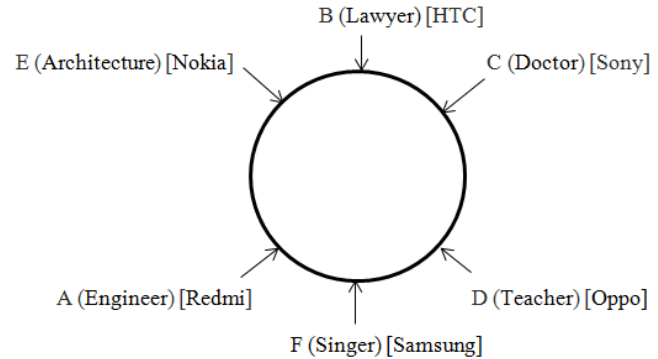 B (Lawyer) [HTC]
E (Architecture) [Nokia]
C (Doctor) [Sony]
A (Engineer) [Redmi]
D (Teacher) [Oppo]
F (Singer) [Samsung]